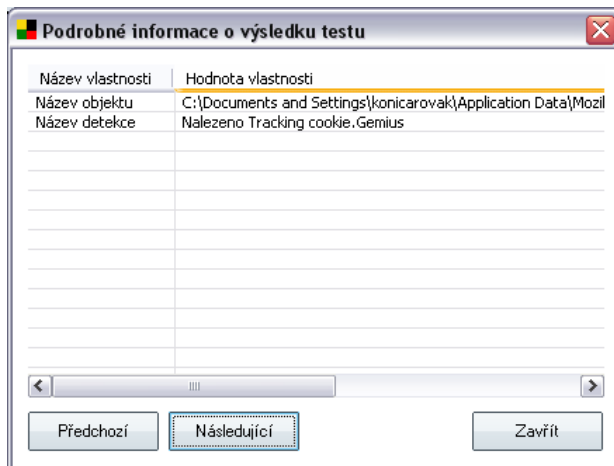 Podrobné informace o výsledku testu
Název vlastnosti Hodnota vlastnosti
Název objektu C:\Documents and Settings\konicarovak\Application Data\Mozil
Název detekce Nalezeno Tracking cookie.Gemius
Předchozí Následující Zavřít